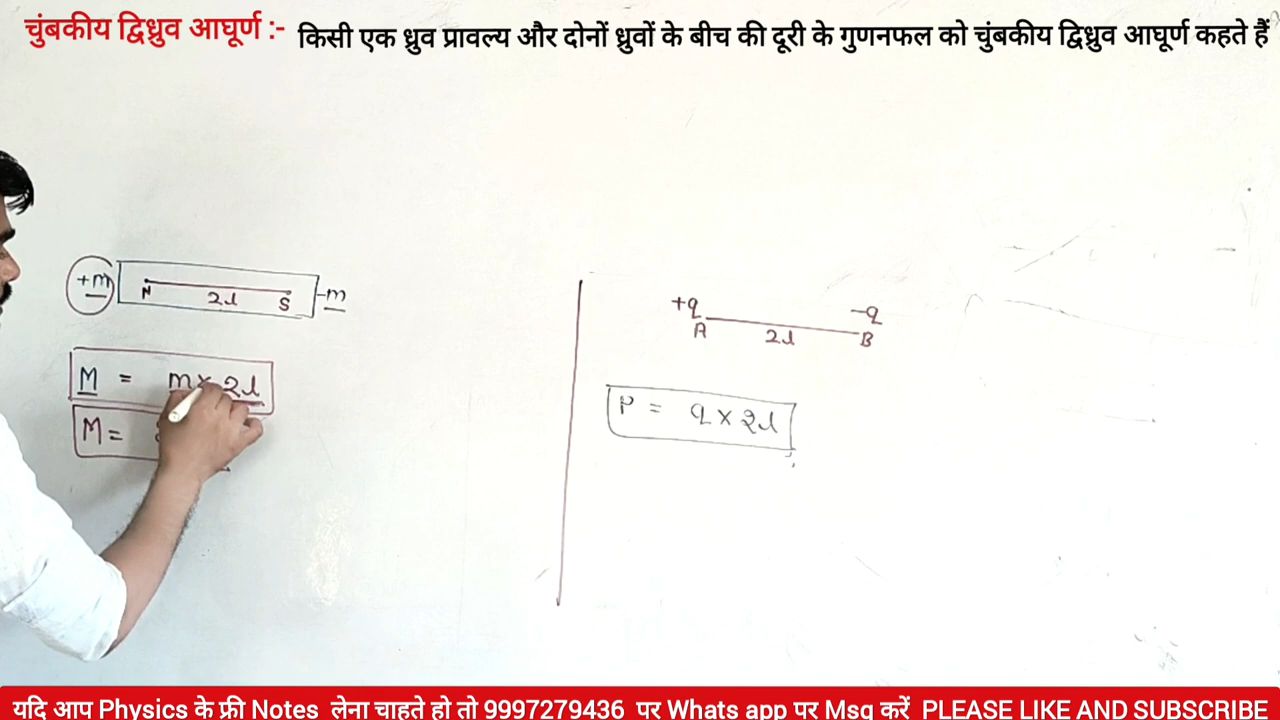 चुंबकीय द्विध्रुव आघूर्ण :- किसी एक ध्रुव प्रावल्य और दोनों ध्रुवों के बीच की दूरी के गुणनफल को चुंबकीय द्विध्रुव आघूर्ण कहते हैं
+m N 2l S -m
M = m × 2l
M =
+q A 2l -q B
P = q × 2l
यदि आप Physics के फ्री Notes लेना चाहते हो तो 9997279436 पर Whats app पर Msg करें PLEASE LIKE AND SUBSCRIBE